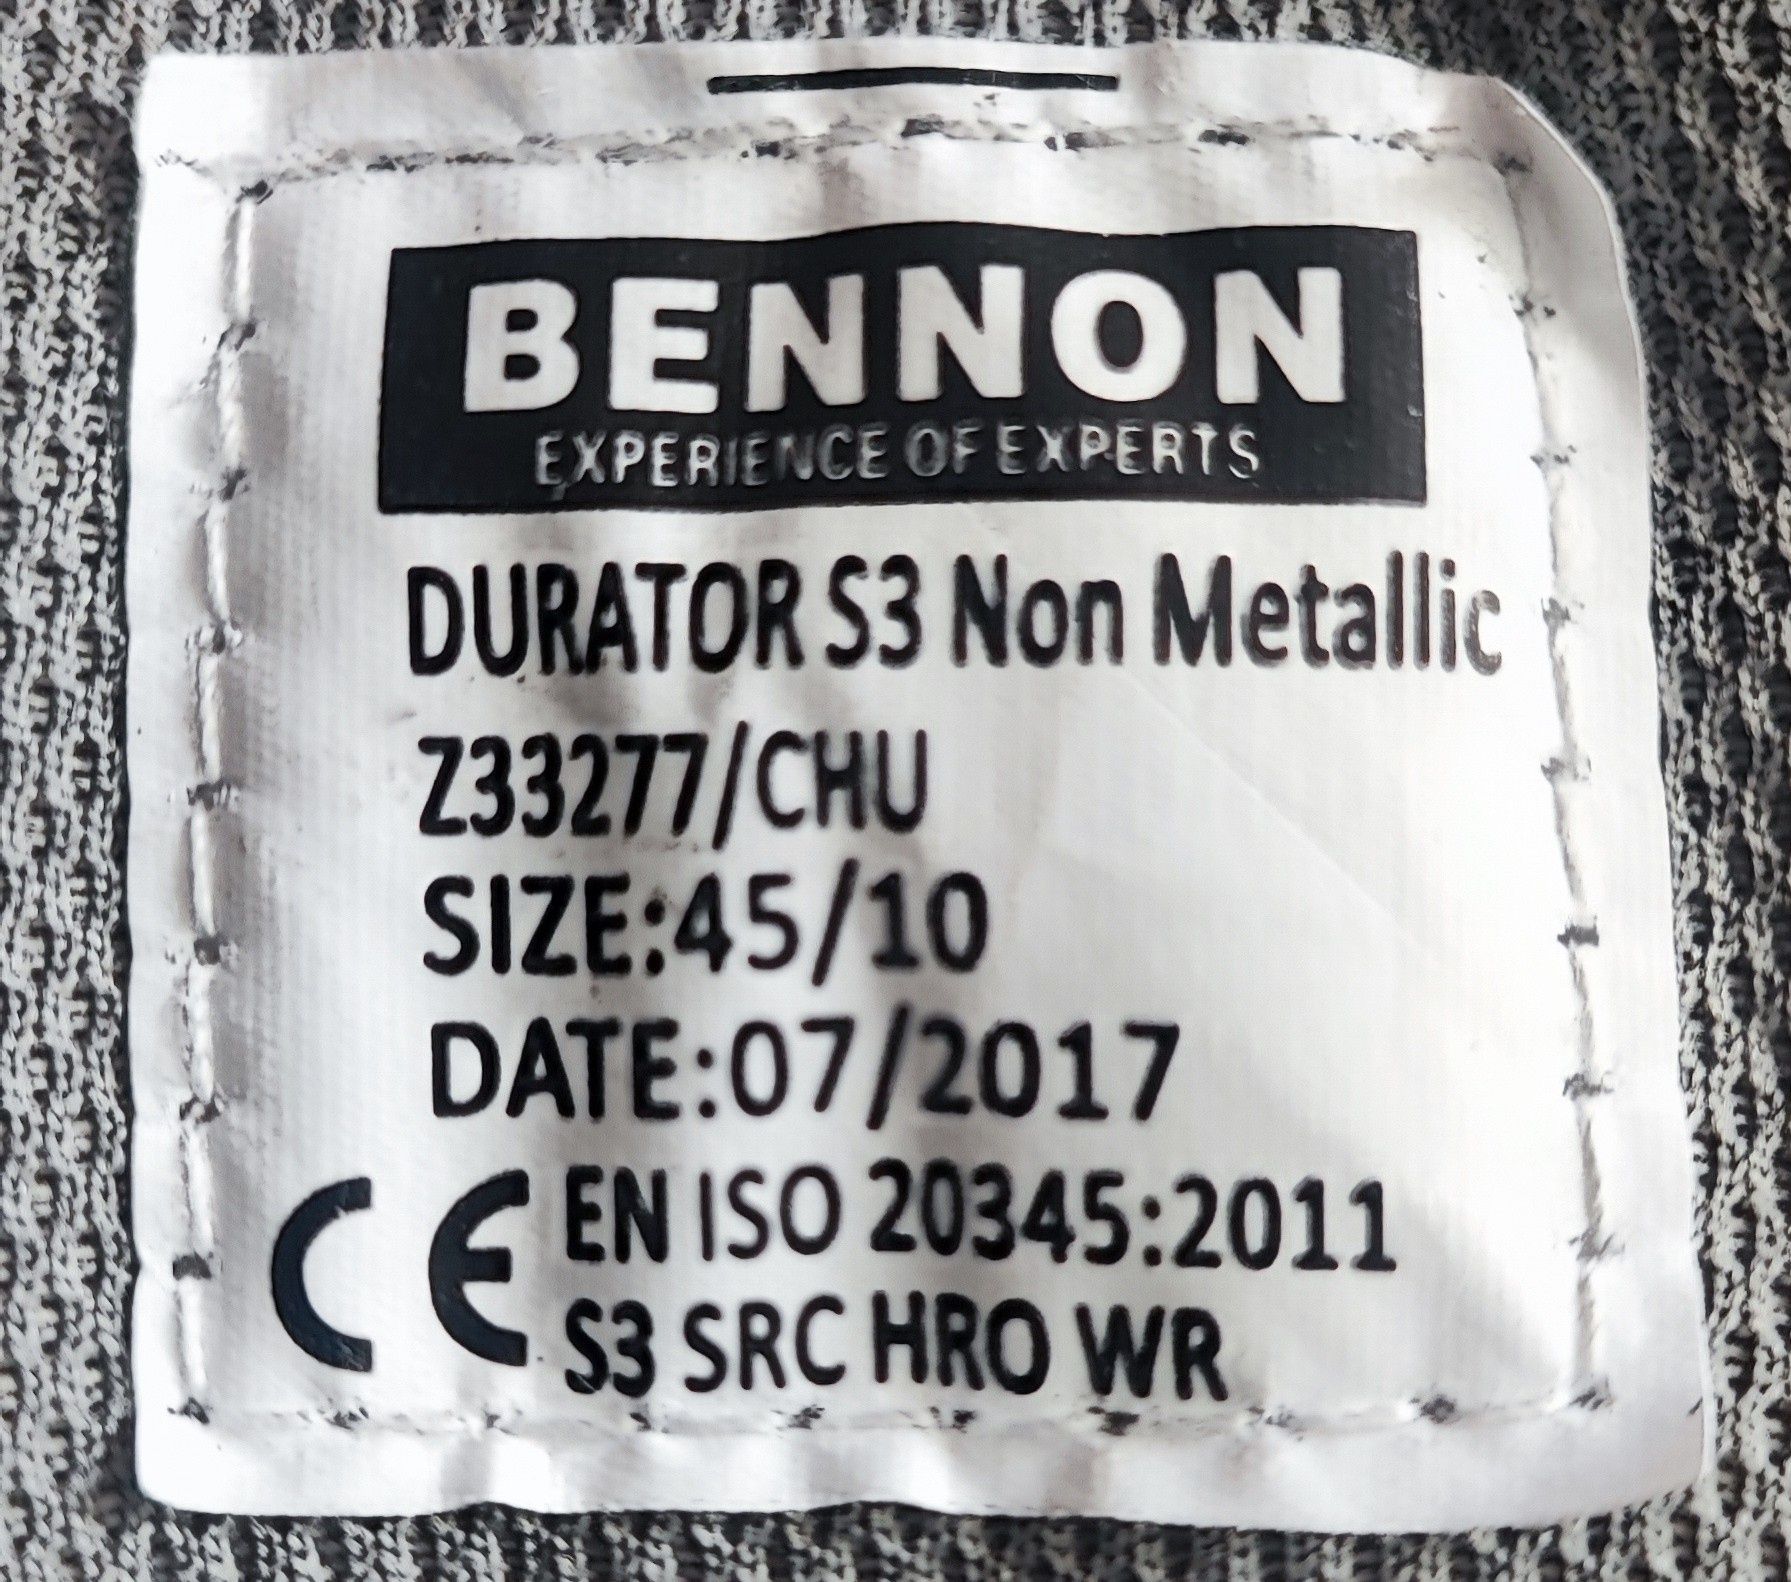 BENNON
EXPERIENCE OF EXPERTS
DURATOR S3 Non Metallic
Z33277/CHU
SIZE:45/10
DATE:07/2017
CE EN ISO 20345:2011
S3 SRC HRO WR